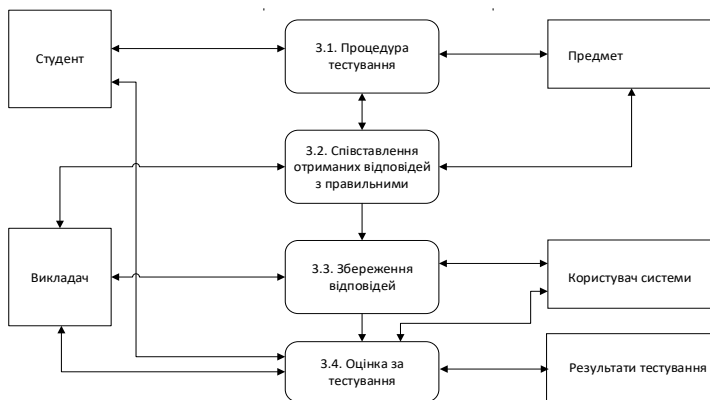 Студент
3.1. Процедура
тестування
Предмет
3.2. Співставлення
отриманих відповідей
з правильними
Викладач
3.3. Збереження
відповідей
Користувач системи
3.4. Оцінка за
тестування
Результати тестування